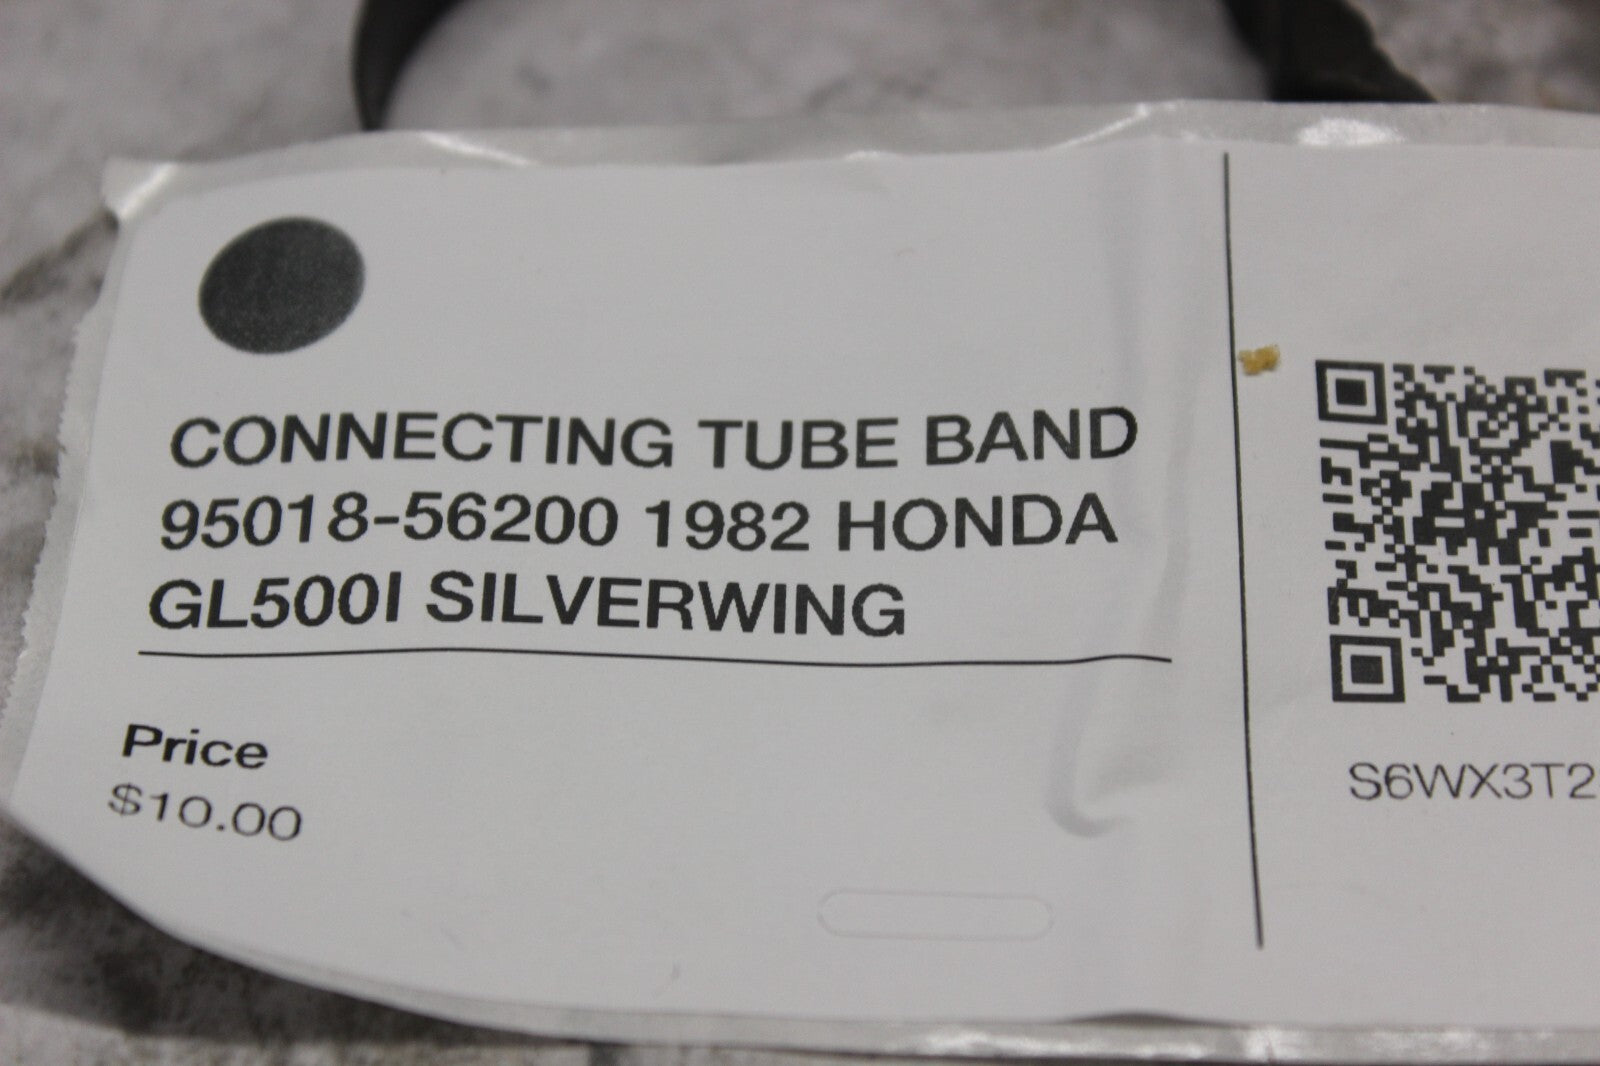 CONNECTING TUBE BAND
95018-56200 1982 HONDA
GL500I SILVERWING
Price
$10.00
S6WX3T2